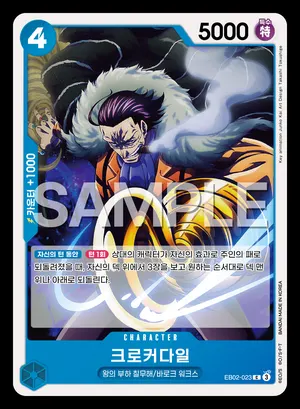 4
5000
특수
特
카운터 +1000
SAMPLE
자신의 턴 동안 턴 1회 상대의 캐릭터가 자신의 효과로 주인의 패로
되돌려졌을 때, 자신의 덱 위에서 3장을 보고 원하는 순서대로 덱 맨
위나 아래로 되돌린다.
CHARACTER
크로커다일
왕의 부하 칠무해/바로크 워크스
EB02-023 C 3
BANDAI MADE IN KOREA